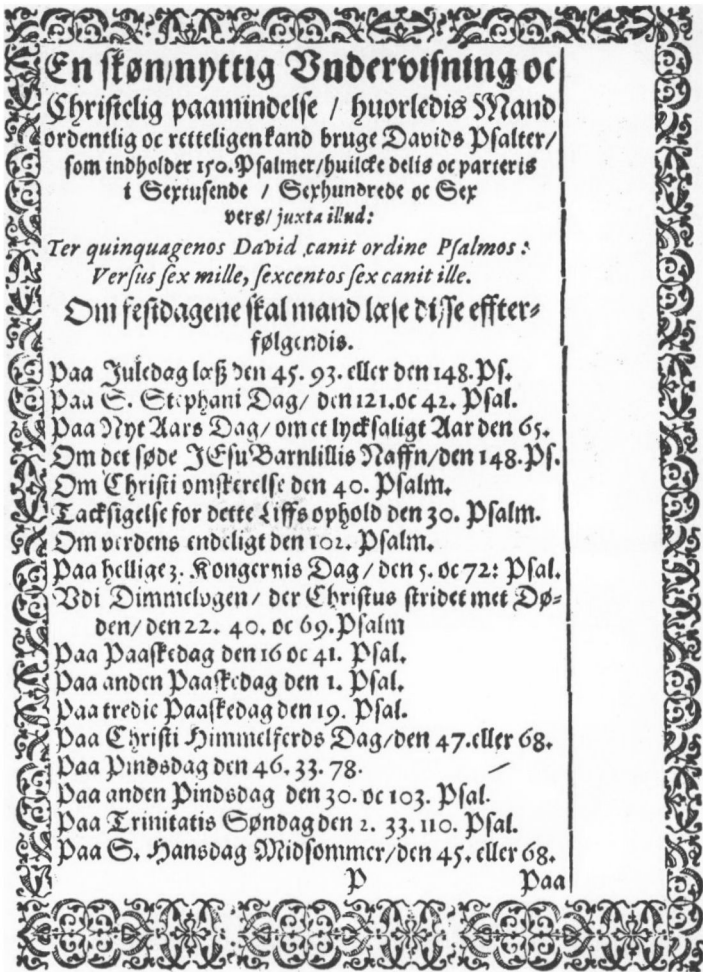 En skøn/nyttig Vndervisning oc
Christelig paamindelse / huorledis Mand
ordentlig oc retteligen kand bruge Davids Psalter/
som indholder 150. Psalmer/huilcke delis oc parteris
i Sextusende / Sexhundrede oc Sex
vers/ juxta illud:
Ter quinquagenos David canit ordine Psalmos:
Versus sex mille, sexcentos sex canit ille.
Om festdagene skal mand læse disse effter-
følgendis.
Paa Juledag læß den 45. 93. eller den 148. Ps.
Paa S. Stephani Dag/ den 121. oc 42. Psal.
Paa Nyt Aars Dag/ om et lycksaligt Aar den 65.
Om det søde JEsu Barnlillis Naffn/den 148. Ps.
Om Christi omskerelse den 40. Psalm.
Tacksigelse for dette Liffs ophold den 30. Psalm.
Om verdens endeligt den 102. Psalm.
Paa hellige 3. Kongernis Dag / den 5. oc 72: Psal.
Vdi Dimmelvgen/ der Christus stridet met Dø-
den/ den 22. 40. oc 69. Psalm
Paa Paaskedag den 16 oc 41. Psal.
Paa anden Paaskedag den 1. Psal.
Paa tredie Paaskedag den 19. Psal.
Paa Christi Himmelferds Dag/den 47. eller 68.
Paa Pindsdag den 46. 33. 78.
Paa anden Pindsdag den 30. oc 103. Psal.
Paa Trinitatis Søndag den 2. 33. 110. Psal.
Paa S. Hansdag Midsommer/den 45. eller 68.
P Paa